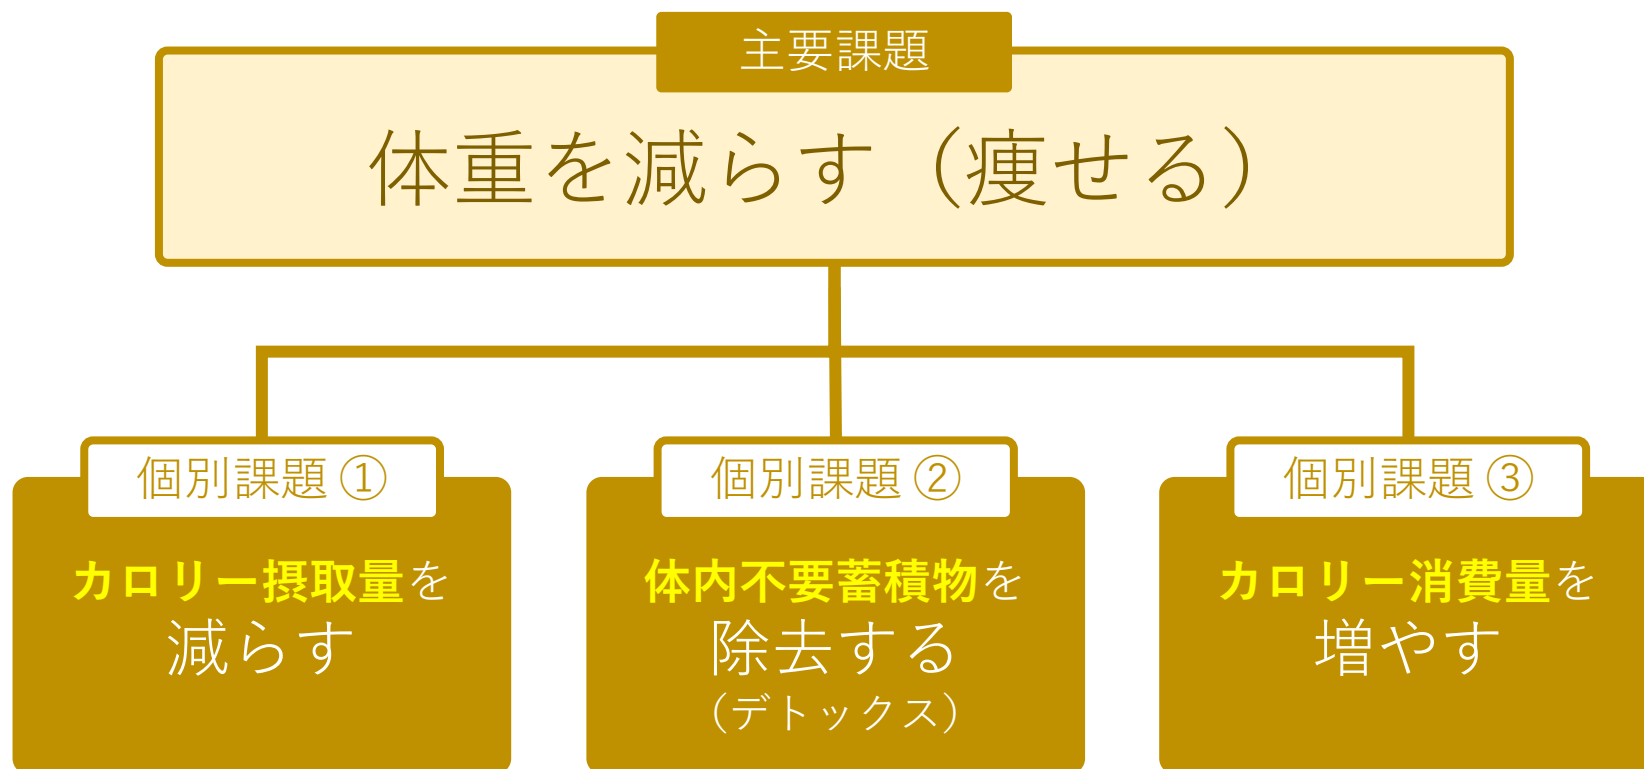 主要課題
体重を減らす（痩せる）
個別課題 ①
カロリー摂取量を
減らす
個別課題 ②
体内不要蓄積物を
除去する
（デトックス）
個別課題 ③
カロリー消費量を
増やす